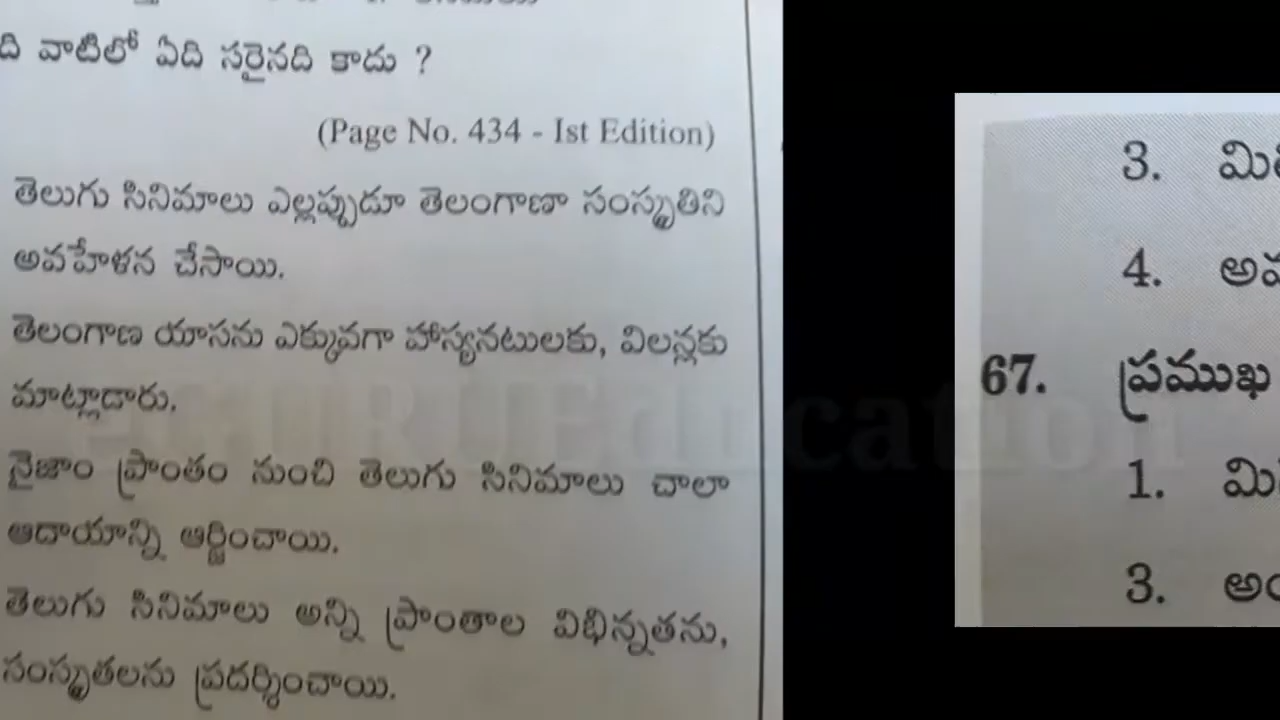 ది వాటిలో ఏది సరైనది కాదు ?
(Page No. 434 - Ist Edition)
తెలుగు సినిమాలు ఎల్లప్పుడూ తెలంగాణా సంస్కృతిని
అవహేళన చేసాయి.
తెలంగాణ యాసను ఎక్కువగా హాస్యనటులకు, విలన్లకు
మాట్లాడారు.
నైజాం ప్రాంతం నుంచి తెలుగు సినిమాలు చాలా
ఆదాయాన్ని ఆర్జించాయి.
తెలుగు సినిమాలు అన్ని ప్రాంతాల విభిన్నతను,
సంస్కృతలను ప్రదర్శించాయి.
eGURUEducation
3.
4.
67. ప్రముఖ
1.
3.